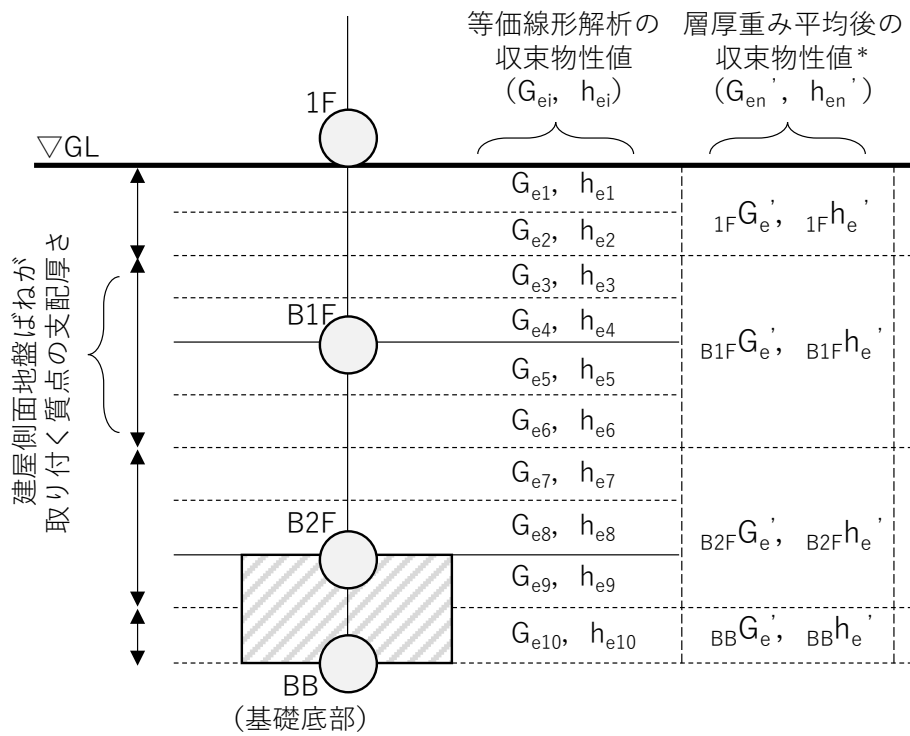 等価線形解析の
収束物性値
（Gei, hei）
層厚重み平均後の
収束物性値*
（Gen’, hen’）
1F
▽GL
Ge1, he1
Ge2, he2
1FGe’, 1Fhe’
Ge3, he3
B1F
Ge4, he4
B1FGe’, B1Fhe’
Ge5, he5
Ge6, he6
建屋側面地盤ばねが
取り付く質点の支配厚さ
Ge7, he7
B2F
Ge8, he8
B2FGe’, B2Fhe’
Ge9, he9
Ge10, he10
BBGe’, BBhe’
BB
（基礎底部）